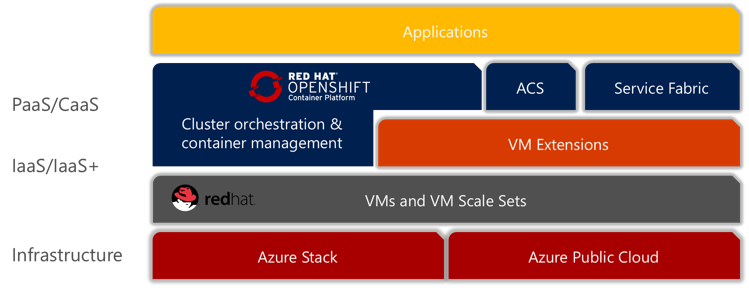 Applications
RED HAT®
OPENSHIFT
Container Platform
ACS
Service Fabric
PaaS/CaaS
Cluster orchestration &
container management
VM Extensions
IaaS/IaaS+
redhat.
VMs and VM Scale Sets
Infrastructure
Azure Stack
Azure Public Cloud